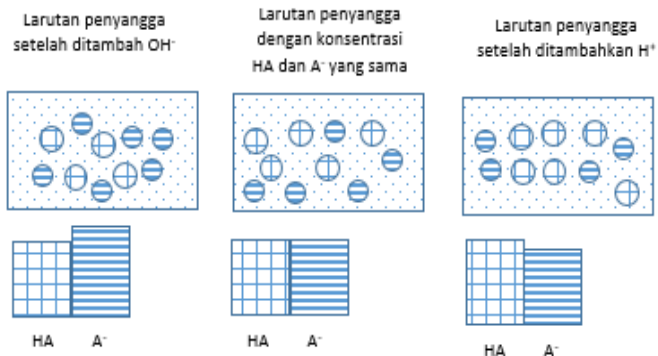 Larutan penyangga
setelah ditambah OH⁻
Larutan penyangga
dengan konsentrasi
HA dan A⁻ yang sama
Larutan penyangga
setelah ditambahkan H⁺
HA A⁻
HA A⁻
HA A⁻